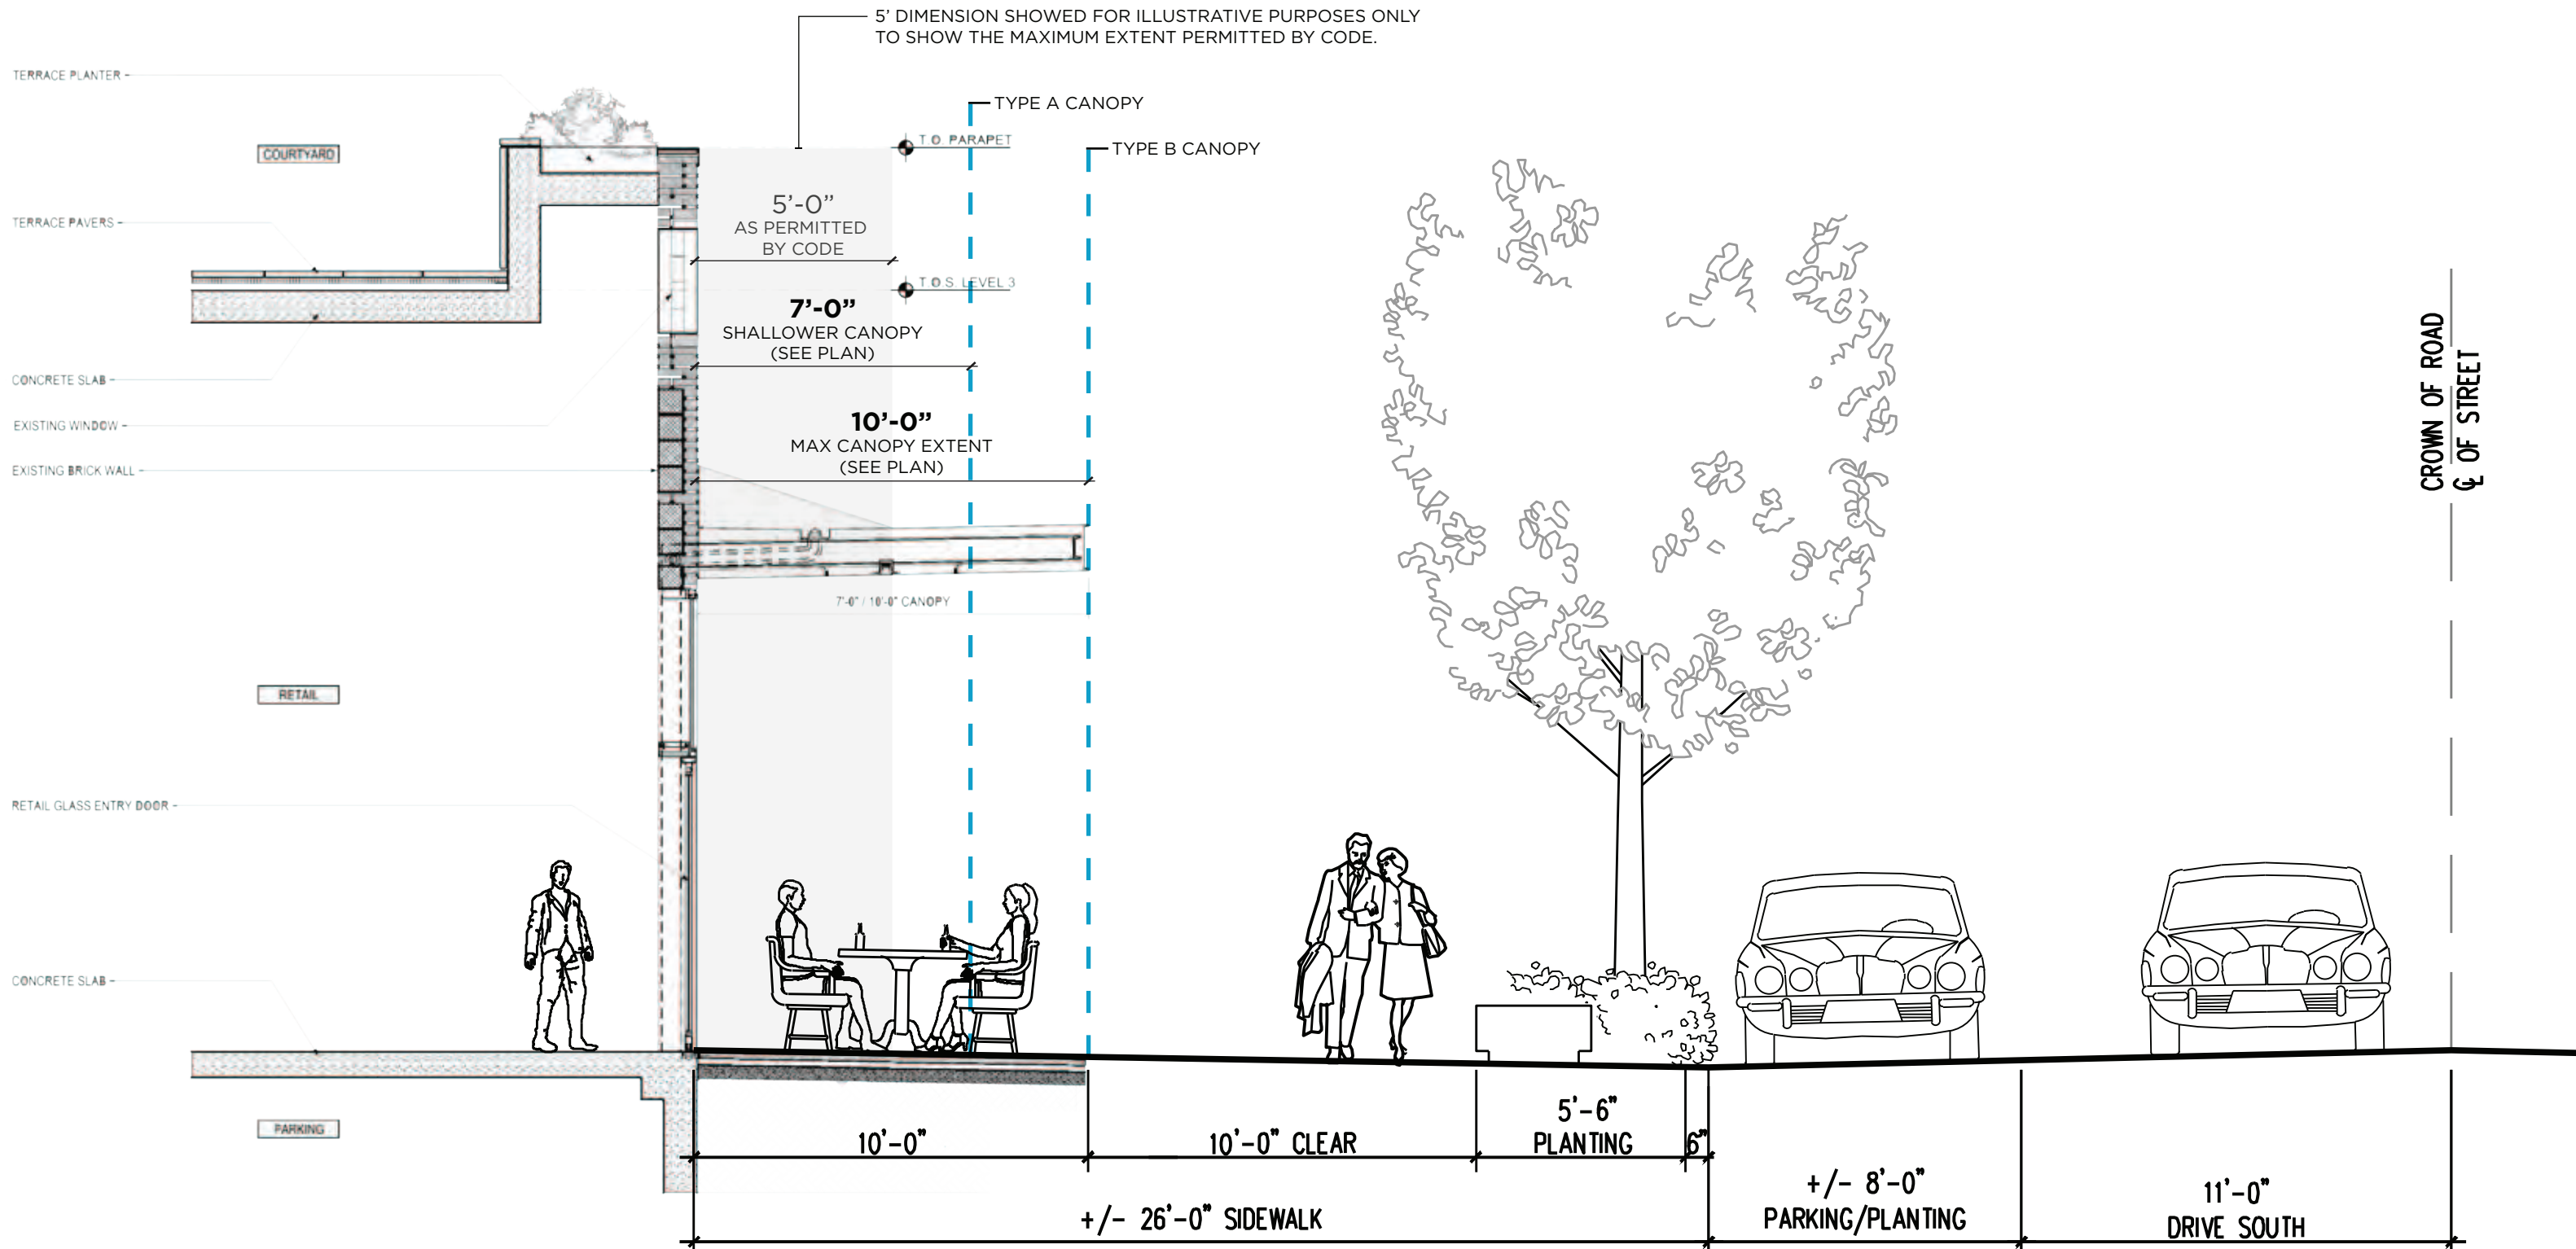 5’ DIMENSION SHOWED FOR ILLUSTRATIVE PURPOSES ONLY
TO SHOW THE MAXIMUM EXTENT PERMITTED BY CODE.
TERRACE PLANTER
TYPE A CANOPY
T.O. PARAPET
TYPE B CANOPY
COURTYARD
5’-0”
AS PERMITTED
BY CODE
TERRACE PAVERS
T.O.S. LEVEL 3
7’-0”
SHALLOWER CANOPY
(SEE PLAN)
CONCRETE SLAB
10’-0”
MAX CANOPY EXTENT
(SEE PLAN)
EXISTING WINDOW
EXISTING BRICK WALL
CROWN OF ROAD
℄ OF STREET
7'-0" / 10'-0" CANOPY
RETAIL
RETAIL GLASS ENTRY DOOR
CONCRETE SLAB
PARKING
10'-0"
10'-0" CLEAR
5'-6"
PLANTING
6"
+/- 26'-0" SIDEWALK
+/- 8'-0"
PARKING/PLANTING
11'-0"
DRIVE SOUTH